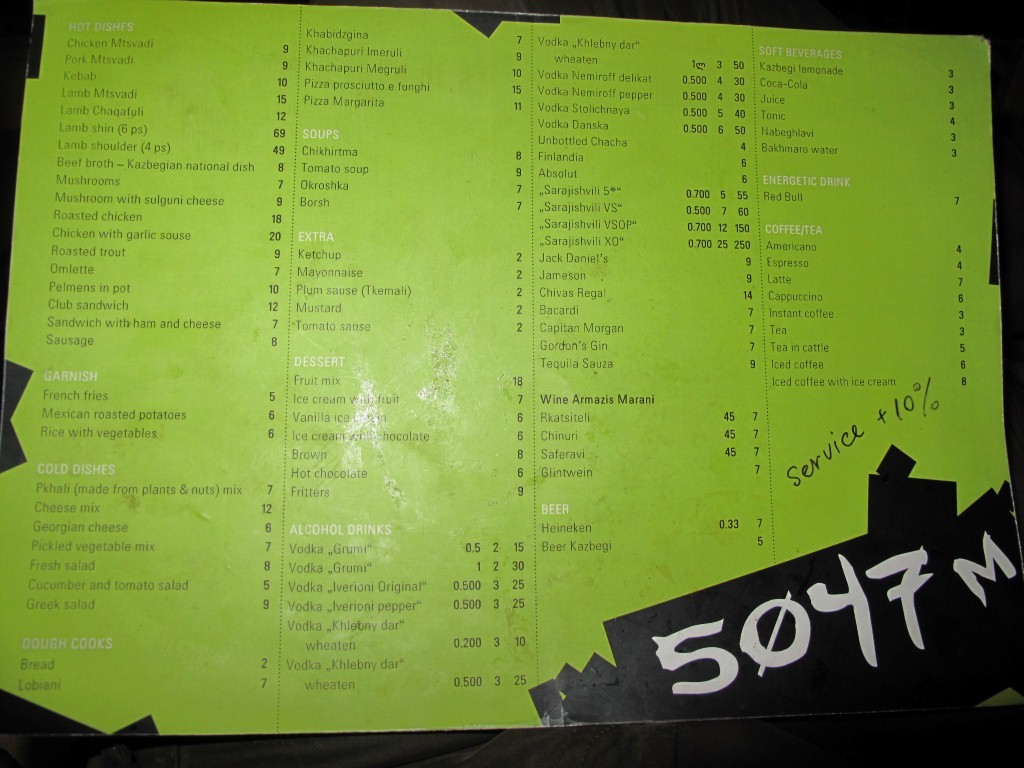 HOT DISHES
Chicken Mtsvadi 9
Pork Mtsvadi 9
Kebab 10
Lamb Mtsvadi 15
Lamb Chaqafuli 12
Lamb shin (6 ps) 69
Lamb shoulder (4 ps) 49
Beef broth – Kazbegian national dish 8
Mushrooms 7
Mushroom with sulguni cheese 9
Roasted chicken 18
Chicken with garlic souse 20
Roasted trout 9
Omlette 7
Pelmens in pot 10
Club sandwich 12
Sandwich with ham and cheese 7
Sausage 8
GARNISH
French fries 5
Mexican roasted potatoes 6
Rice with vegetables 6
COLD DISHES
Pkhali (made from plants & nuts) mix 7
Cheese mix 12
Georgian cheese 6
Pickled vegetable mix 7
Fresh salad 8
Cucumber and tomato salad 5
Greek salad 9
DOUGH COOKS
Bread 2
Lobiani 7
Khabidzgina 7
Khachapuri Imeruli 9
Khachapuri Megruli 10
Pizza prosciutto e funghi 15
Pizza Margarita 11
SOUPS
Chikhirtma 8
Tomato soup 9
Okroshka 7
Borsh 7
EXTRA
Ketchup 2
Mayonnaise 2
Plum sause (Tkemali) 2
Mustard 2
Tomato sause 2
DESSERT
Fruit mix 18
Ice cream with fruit 7
Vanilla ice cream 6
Ice cream with chocolate 6
Brown 8
Hot chocolate 6
Fritters 9
ALCOHOL DRINKS
Vodka „Grumi“ 0.5 2 15
Vodka „Grumi“ 1 2 30
Vodka „Iverioni Original“ 0.500 3 25
Vodka „Iverioni pepper“ 0.500 3 25
Vodka „Khlebny dar“
wheaten 0.200 3 10
Vodka „Khlebny dar“
wheaten 0.500 3 25
Vodka „Khlebny dar“
wheaten 1ლ 3 50
Vodka Nemiroff delikat 0.500 4 30
Vodka Nemiroff pepper 0.500 4 30
Vodka Stolichnaya 0.500 5 40
Vodka Danska 0.500 6 50
Unbottled Chacha 4
Finlandia 6
Absolut 6
„Sarajishvili 5*“ 0.700 5 55
„Sarajishvili VS“ 0.500 7 60
„Sarajishvili VSOP“ 0.700 12 150
„Sarajishvili XO“ 0.700 25 250
Jack Daniel's 9
Jameson 9
Chivas Regal 14
Bacardi 7
Capitan Morgan 7
Gordon's Gin 7
Tequila Sauza 9
Wine Armazis Marani
Rkatsiteli 45 7
Chinuri 45 7
Saferavi 45 7
Glintwein 7
BEER
Heineken 0.33 7
Beer Kazbegi 5
SOFT BEVERAGES
Kazbegi lemonade 3
Coca-Cola 3
Juice 3
Tonic 4
Nabeghlavi 3
Bakhmaro water 3
ENERGETIC DRINK
Red Bull 7
COFFEE/TEA
Americano 4
Espresso 4
Latte 7
Cappuccino 6
Instant coffee 3
Tea 3
Tea in cattle 5
Iced coffee 6
Iced coffee with ice cream 8
Service +10%
5047 M